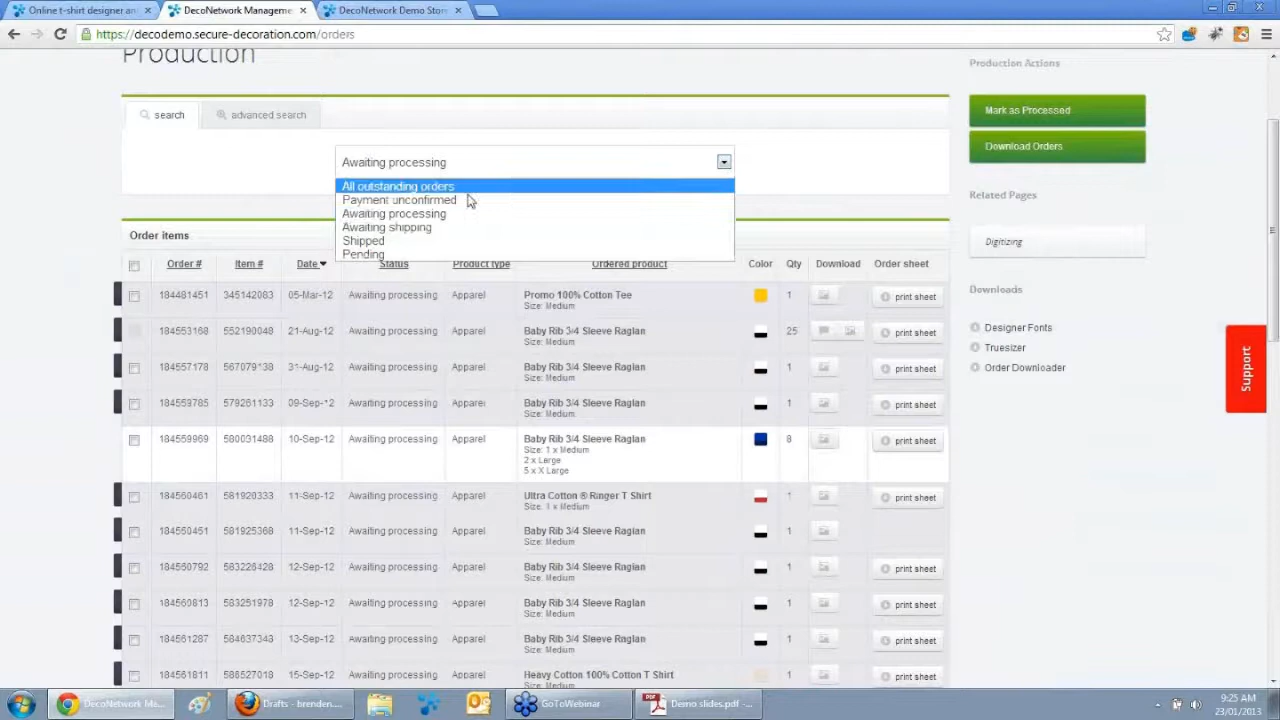 Online t-shirt designer an
DecoNetwork Management
DecoNetwork Demo Store
https://decodemo.secure-decoration.com/orders
Production
search
advanced search
Awaiting processing
All outstanding orders
Payment unconfirmed
Awaiting processing
Awaiting shipping
Shipped
Pending
Order items
Order # Item # Date Status Product type Ordered product Color Qty Download Order sheet
184481451 345142083 05-Mar-12 Awaiting processing Apparel Promo 100% Cotton Tee 1 print sheet
Size: Medium
184553168 552190048 21-Aug-12 Awaiting processing Apparel Baby Rib 3/4 Sleeve Raglan 25 print sheet
Size: Medium
184557178 567079138 31-Aug-12 Awaiting processing Apparel Baby Rib 3/4 Sleeve Raglan 1 print sheet
Size: Medium
184559785 579261133 09-Sep-12 Awaiting processing Apparel Baby Rib 3/4 Sleeve Raglan 1 print sheet
Size: Medium
184559969 580031488 10-Sep-12 Awaiting processing Apparel Baby Rib 3/4 Sleeve Raglan 8 print sheet
Size: 1 x Medium
2 x Large
5 x X Large
184560461 581920333 11-Sep-12 Awaiting processing Apparel Ultra Cotton ® Ringer T Shirt 1 print sheet
Size: 1 x Medium
184560451 581925368 11-Sep-12 Awaiting processing Apparel Baby Rib 3/4 Sleeve Raglan 1
Size: Medium
184560792 583226428 12-Sep-12 Awaiting processing Apparel Baby Rib 3/4 Sleeve Raglan 1 print sheet
Size: Medium
184560813 583251978 12-Sep-12 Awaiting processing Apparel Baby Rib 3/4 Sleeve Raglan 1 print sheet
Size: Medium
184561287 584637348 13-Sep-12 Awaiting processing Apparel Baby Rib 3/4 Sleeve Raglan 1 print sheet
Size: Medium
184561811 588527018 15-Sep-12 Awaiting processing Apparel Heavy Cotton 100% Cotton T Shirt 1 print sheet
Production Actions
Mark as Processed
Download Orders
Related Pages
Digitizing
Downloads
Designer Fonts
Truesizer
Order Downloader
Support
DecoNetwork Ma...
Drafts - brenden....
GoToWebinar
Demo slides.pdf -...
9:25 AM
23/01/2013